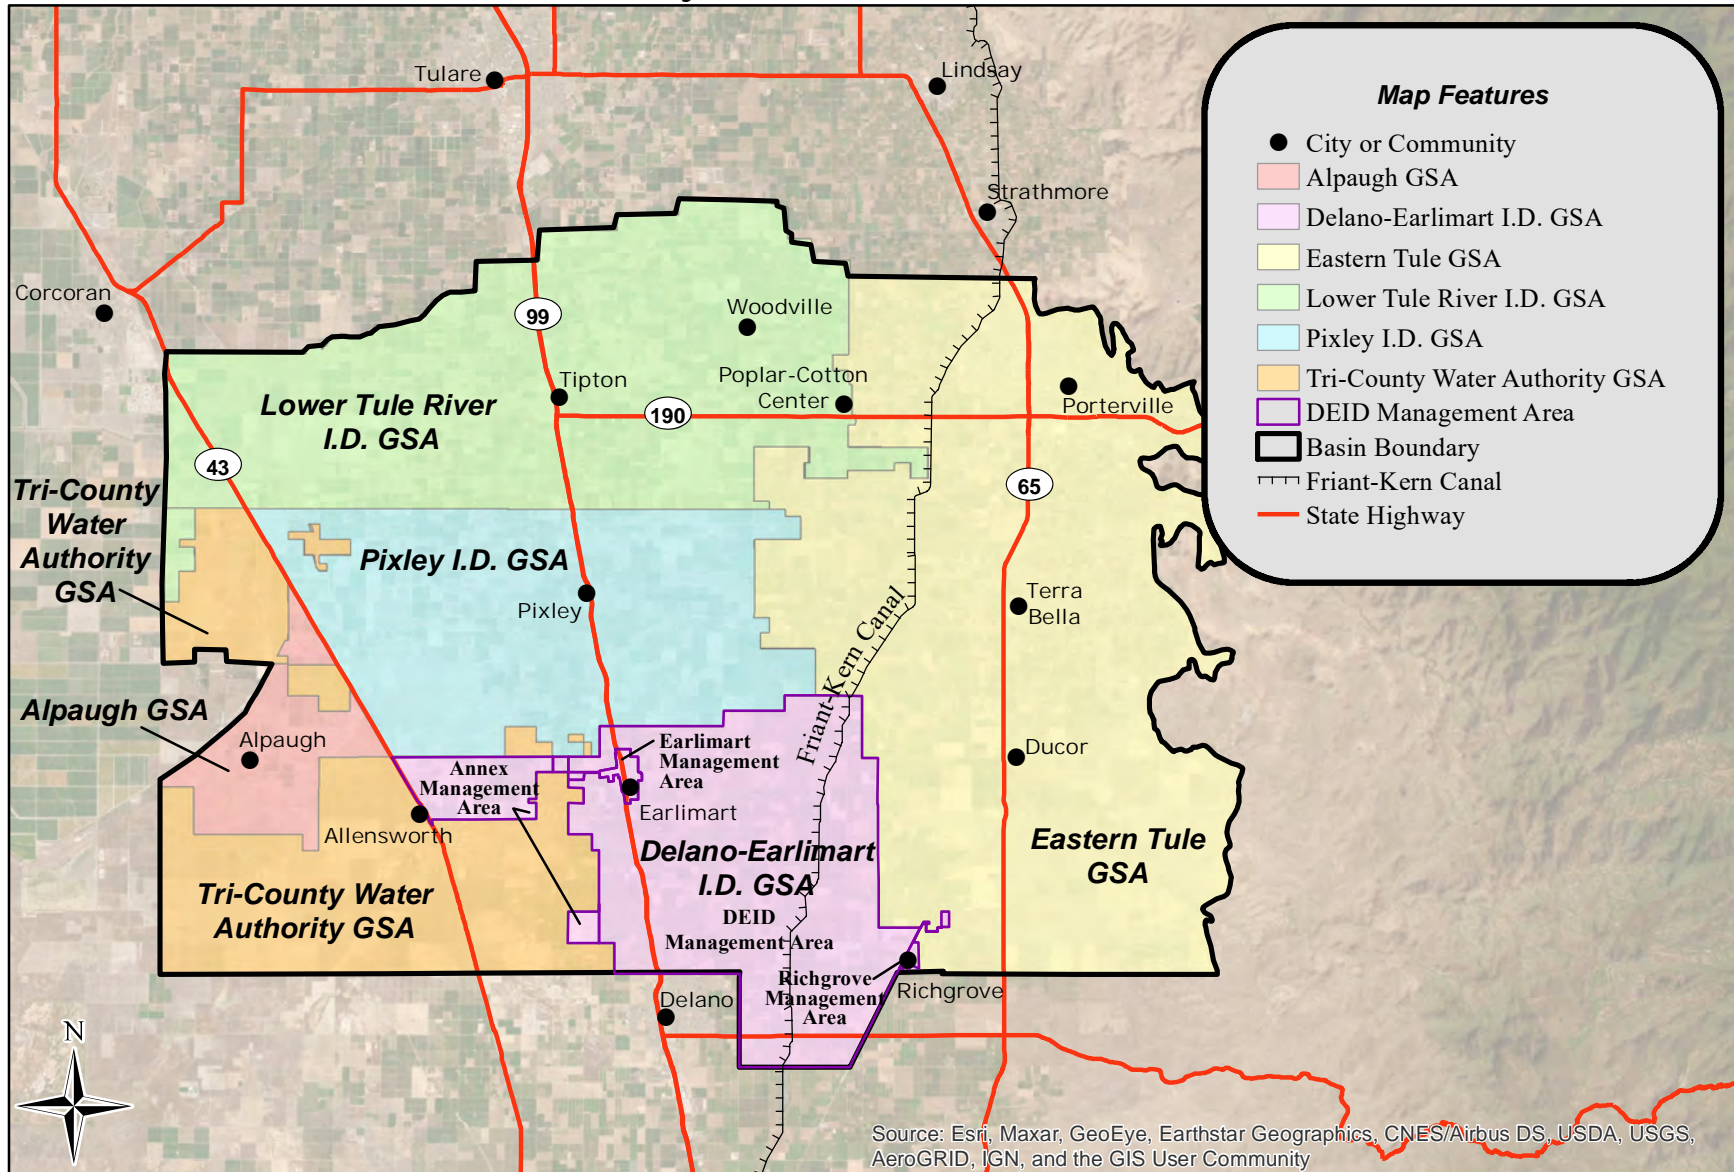 Tulare
Lindsay
Strathmore
Corcoran
99
Woodville
Tipton
Poplar-Cotton
Center
Porterville
190
Lower Tule River
I.D. GSA
43
65
Tri-County
Water
Authority
GSA
Pixley I.D. GSA
Pixley
Terra
Bella
Friant-Kern Canal
Alpaugh GSA
Alpaugh
Ducor
Earlimart
Management
Area
Annex
Management
Area
Earlimart
Allensworth
Delano-Earlimart
I.D. GSA
Eastern Tule
GSA
Tri-County Water
Authority GSA
DEID
Management Area
Richgrove
Management
Area
Richgrove
Delano
N
Map Features
City or Community
Alpaugh GSA
Delano-Earlimart I.D. GSA
Eastern Tule GSA
Lower Tule River I.D. GSA
Pixley I.D. GSA
Tri-County Water Authority GSA
DEID Management Area
Basin Boundary
Friant-Kern Canal
State Highway
Source: Esri, Maxar, GeoEye, Earthstar Geographics, CNES/Airbus DS, USDA, USGS,
AeroGRID, IGN, and the GIS User Community